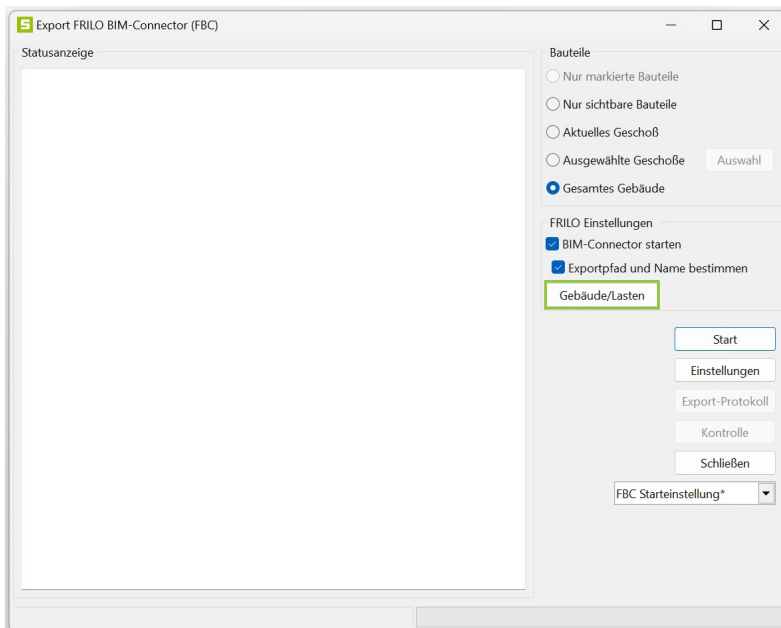 Export FRILO BIM-Connector (FBC)
Statusanzeige
Bauteile
Nur markierte Bauteile
Nur sichtbare Bauteile
Aktuelles Geschoß
Ausgewählte Geschoße
Auswahl
Gesamtes Gebäude
FRILO Einstellungen
BIM-Connector starten
Exportpfad und Name bestimmen
Gebäude/Lasten
Start
Einstellungen
Export-Protokoll
Kontrolle
Schließen
FBC Starteinstellung*